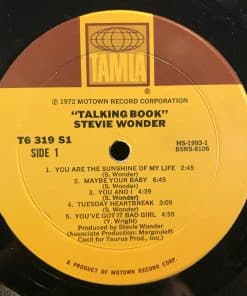 TAMLA
℗ 1972 MOTOWN RECORD CORPORATION
"TALKING BOOK"
STEVIE WONDER
T6 319 S1
SIDE 1
HS-1993-1
BSRS-8106
1. YOU ARE THE SUNSHINE OF MY LIFE 2:45
(S. Wonder)
2. MAYBE YOUR BABY 6:45
(S. Wonder)
3. YOU AND I 4:39
(S. Wonder)
4. TUESDAY HEARTBREAK 3:09
(S. Wonder)
5. YOU'VE GOT IT BAD GIRL 4:55
(Y. Wright)
Produced by Stevie Wonder
(Associate Production: Margouleff
Cecil for Taurus Prod., Inc.)
A PRODUCT OF MOTOWN RECORD CORP.